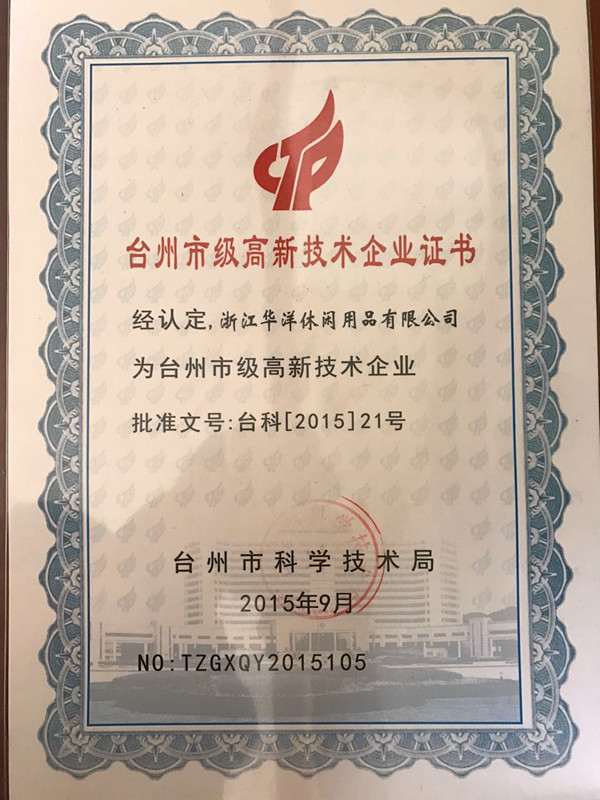 台州市级高新技术企业证书
经认定,浙江华洋休闲用品有限公司
为台州市级高新技术企业
批准文号:台科[2015]21号
台州市科学技术局
2015年9月
NO:TZGXQY2015105